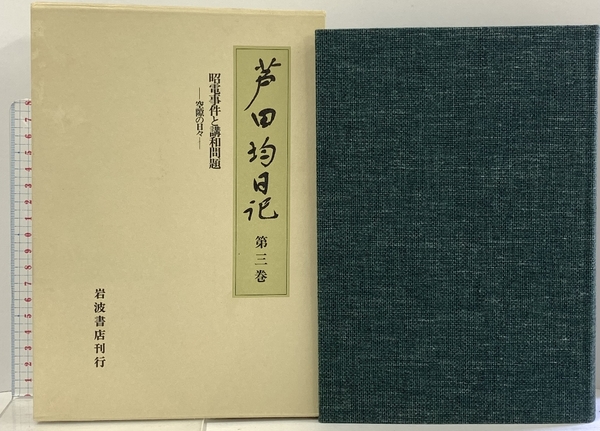 芦田均日記
第三巻
昭電事件と講和問題
——空隙の日々——
岩波書店刊行